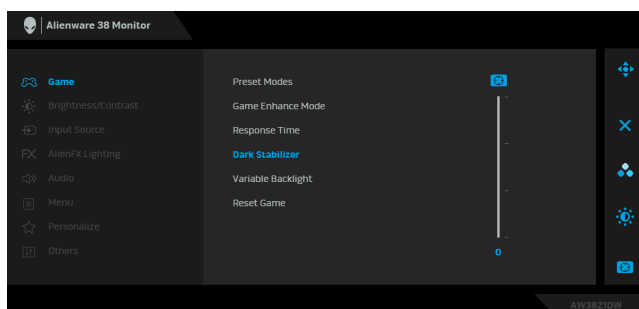 Alienware 38 Monitor
Game
Brightness/Contrast
Input Source
AlienFX Lighting
Audio
Menu
Personalize
Others
Preset Modes
Game Enhance Mode
Response Time
Dark Stabilizer
Variable Backlight
Reset Game
0
AW3821DW